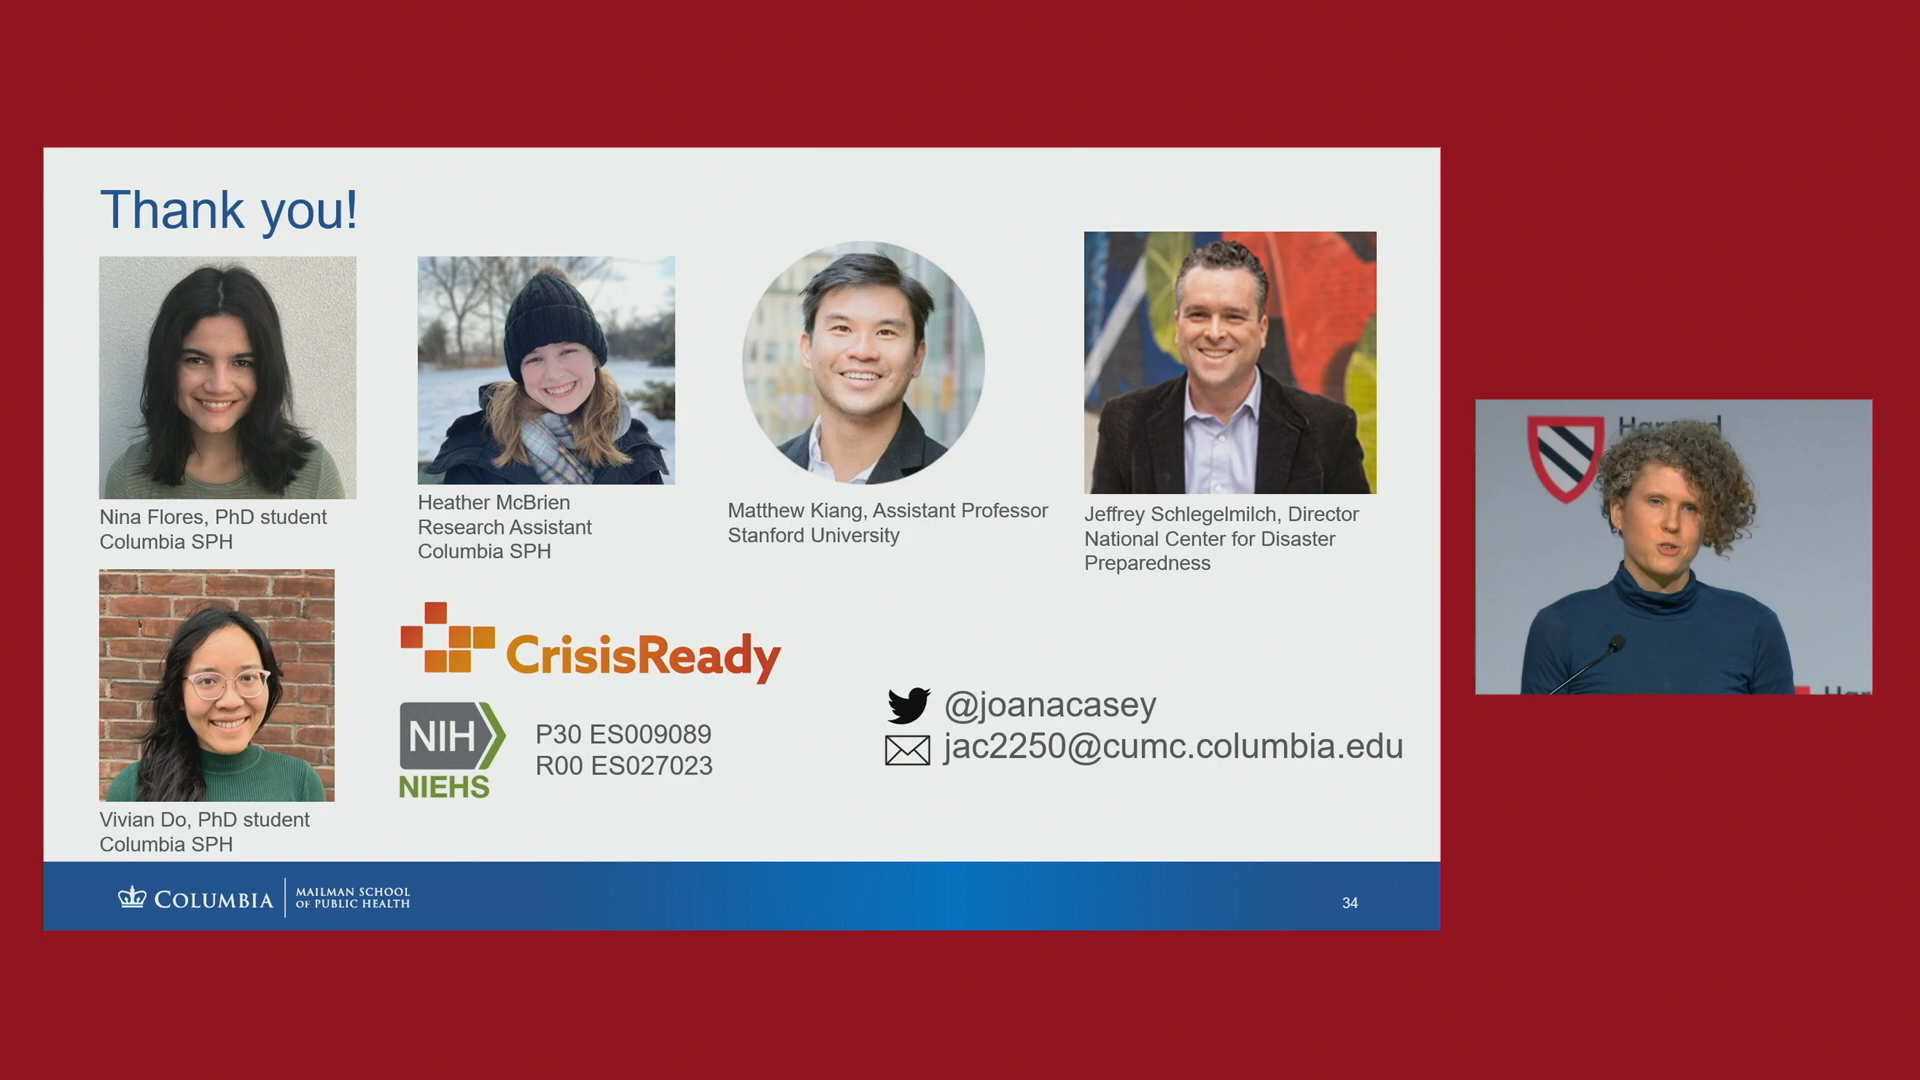 Thank you!
Nina Flores, PhD student
Columbia SPH
Heather McBrien
Research Assistant
Columbia SPH
Matthew Kiang, Assistant Professor
Stanford University
Jeffrey Schlegelmilch, Director
National Center for Disaster
Preparedness
Vivian Do, PhD student
Columbia SPH
CrisisReady
NIH
NIEHS
P30 ES009089
R00 ES027023
@joanacasey
jac2250@cumc.columbia.edu
COLUMBIA
MAILMAN SCHOOL
OF PUBLIC HEALTH
34